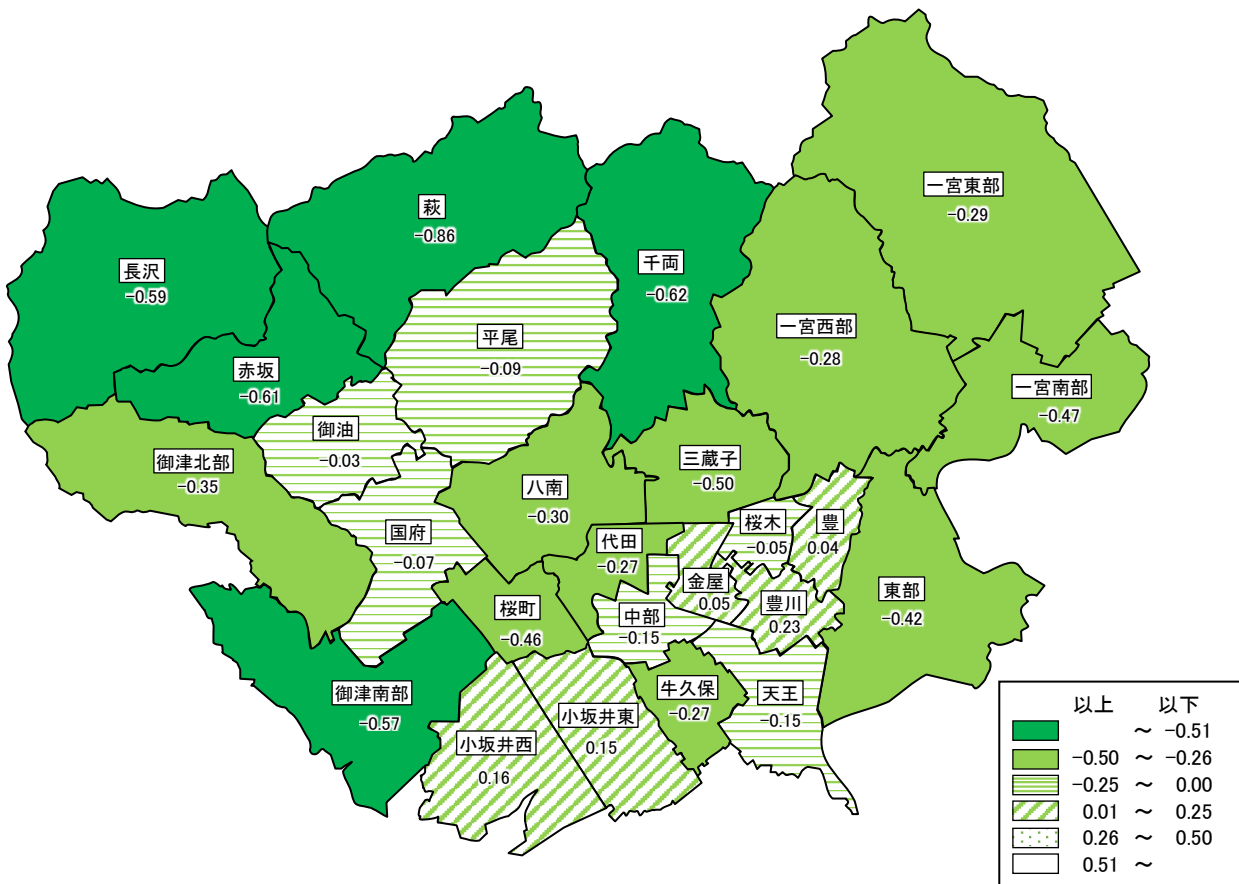 一宮東部
-0.29
萩
-0.86
長沢
-0.59
千両
-0.62
平尾
-0.09
一宮西部
-0.28
赤坂
-0.61
一宮南部
-0.47
御油
-0.03
御津北部
-0.35
三蔵子
-0.50
八南
-0.30
国府
-0.07
桜木
-0.05
豊
0.04
代田
-0.27
金屋
0.05
豊川
0.23
東部
-0.42
桜町
-0.46
中部
-0.15
御津南部
-0.57
牛久保
-0.27
天王
-0.15
小坂井東
0.15
小坂井西
0.16
以上 以下
～ -0.51
-0.50 ～ -0.26
-0.25 ～ 0.00
0.01 ～ 0.25
0.26 ～ 0.50
0.51 ～